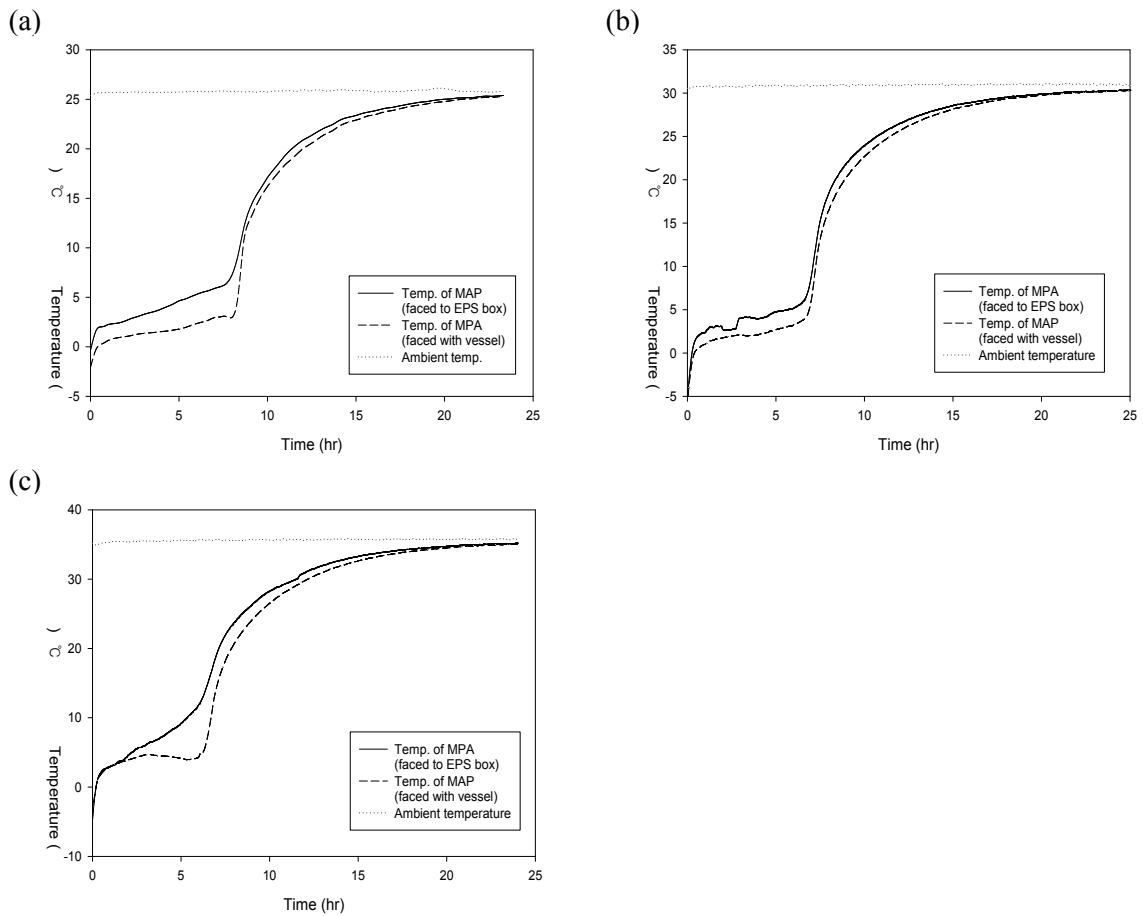 (a)
30
25
20
15
10
5
0
-5
Temperature ( ℃ )
0 5 10 15 20 25
Time (hr)
Temp. of MAP
(faced to EPS box)
Temp. of MPA
(faced with vessel)
Ambient temp.
(b)
35
30
25
20
15
10
5
0
-5
Temperature ( ℃ )
0 5 10 15 20 25
Time (hr)
Temp. of MPA
(faced to EPS box)
Temp. of MAP
(faced with vessel)
Ambient temperature
(c)
40
30
20
10
0
-10
Temperature ( ℃ )
0 5 10 15 20 25
Time (hr)
Temp. of MPA
(faced to EPS box)
Temp. of MAP
(faced with vessel)
Ambient temperature